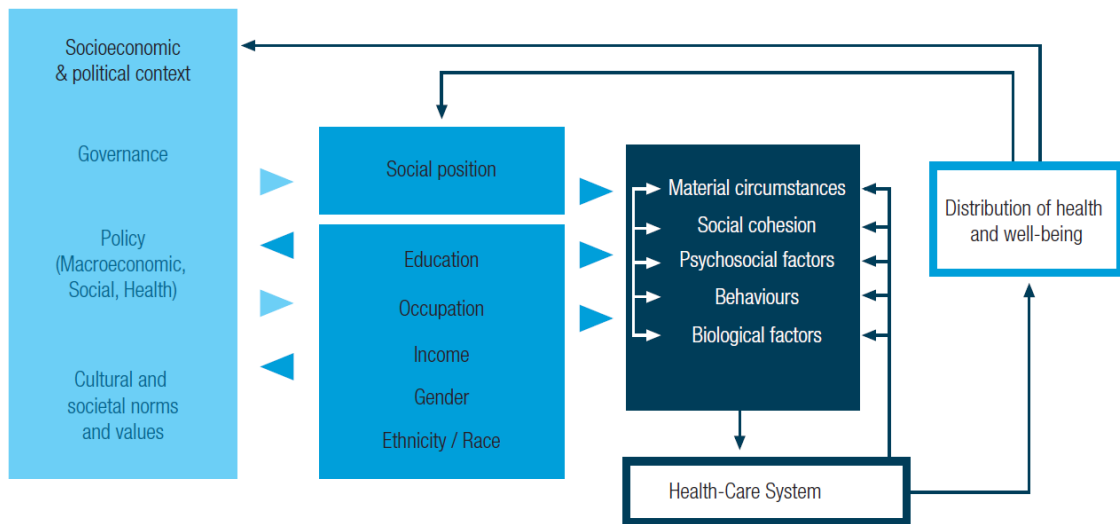 Socioeconomic
& political context
Governance
Policy
(Macroeconomic,
Social, Health)
Cultural and
societal norms
and values
Social position
Education
Occupation
Income
Gender
Ethnicity / Race
Material circumstances
Social cohesion
Psychosocial factors
Behaviours
Biological factors
Health-Care System
Distribution of health
and well-being